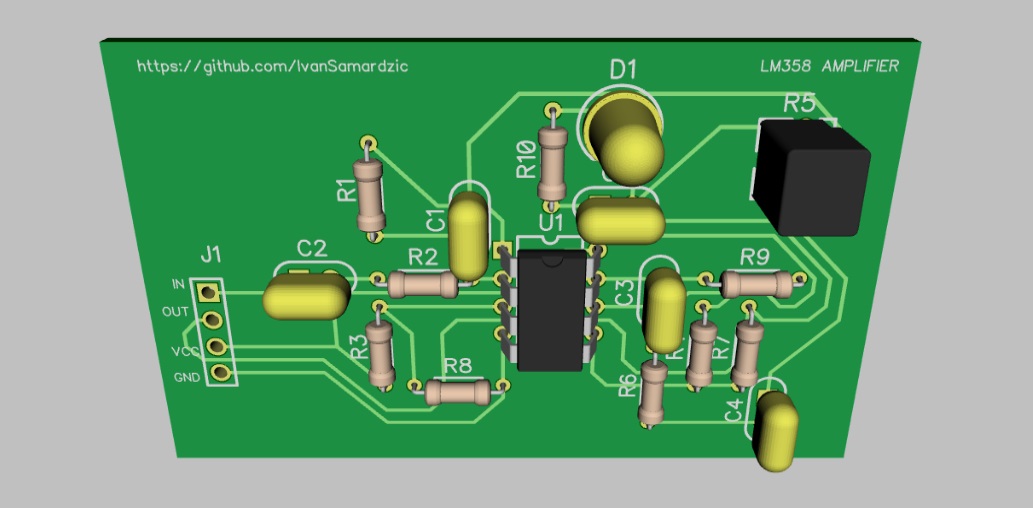 https://github.com/IvanSamardzic
LM358 AMPLIFIER
D1
R5
R10
R1
C1
U1
J1
C2
R2
R9
IN
C3
OUT
R3
R7
VCC
R8
R6
GND
C4